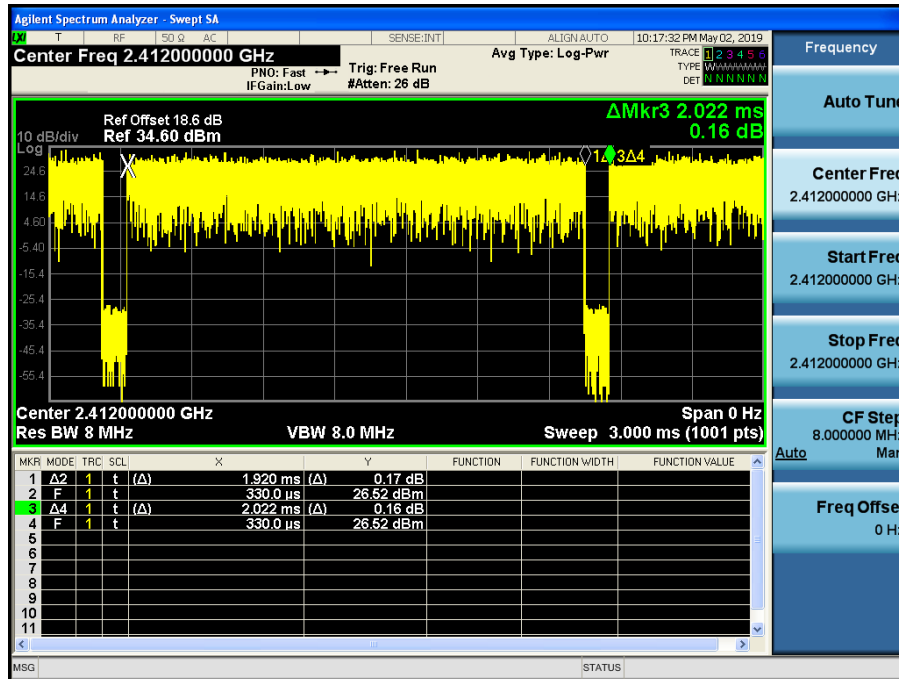 Agilent Spectrum Analyzer - Swept SA
LXI T RF 50 Ω AC SENSE:INT ALIGN AUTO 10:17:32 PM May 02, 2019
Center Freq 2.412000000 GHz
PNO: Fast
IFGain:Low
Trig: Free Run
#Atten: 26 dB
Avg Type: Log-Pwr
TRACE 1 2 3 4 5 6
TYPE WWWWWW
DET N N N N N N
ΔMkr3 2.022 ms
0.16 dB
Ref Offset 18.6 dB
Ref 34.60 dBm
10 dB/div
Log
24.6
14.6
4.60
-5.40
-15.4
-25.4
-35.4
-45.4
-55.4
3Δ4
Center 2.412000000 GHz Span 0 Hz
Res BW 8 MHz VBW 8.0 MHz Sweep 3.000 ms (1001 pts)
MKR MODE TRC SCL X Y FUNCTION FUNCTION WIDTH FUNCTION VALUE
1 Δ2 1 t (Δ) 1.920 ms (Δ) 0.17 dB
2 F 1 t 330.0 µs 26.52 dBm
3 Δ4 1 t (Δ) 2.022 ms (Δ) 0.16 dB
4 F 1 t 330.0 µs 26.52 dBm
5
6
7
8
9
10
11
MSG STATUS
Frequency
Auto Tune
Center Freq
2.412000000 GHz
Start Freq
2.412000000 GHz
Stop Freq
2.412000000 GHz
CF Step
8.000000 MHz
Auto Man
Freq Offset
0 Hz